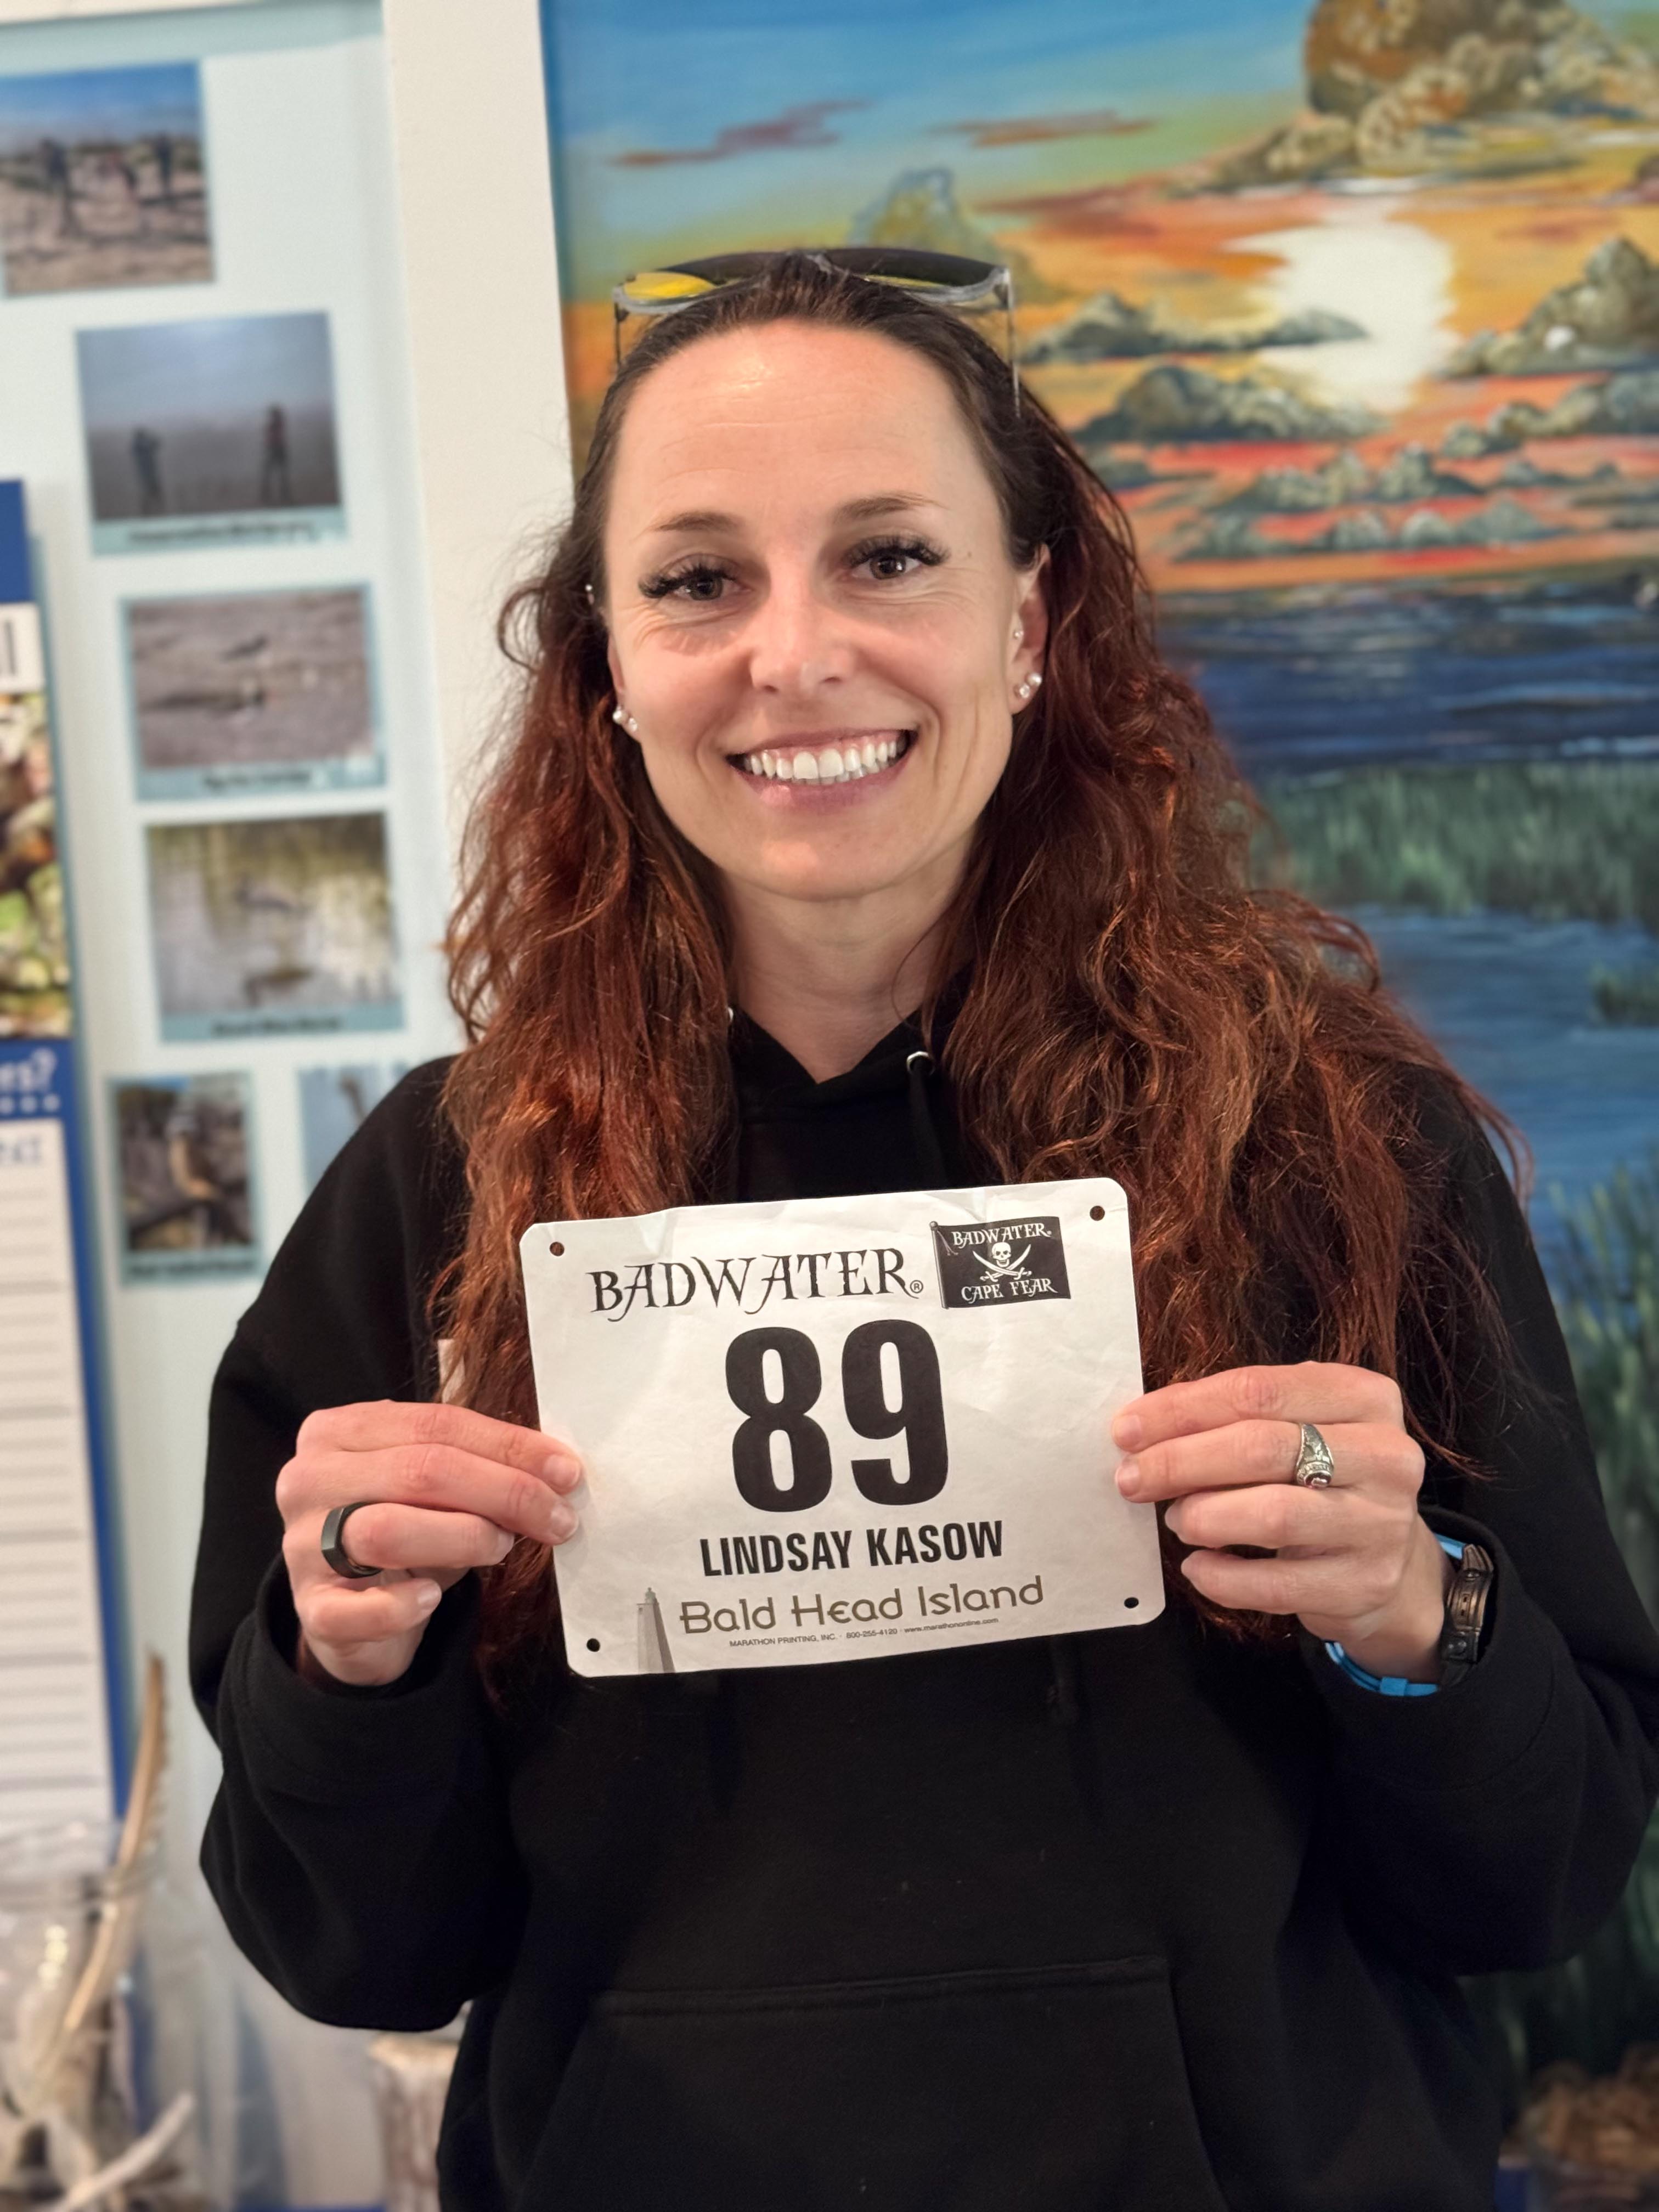 BADWATER®
BADWATER®
CAPE FEAR
89
LINDSAY KASOW
Bald Head Island
MARATHON PRINTING, INC. · 800-255-4120 · www.marathononline.com
es?